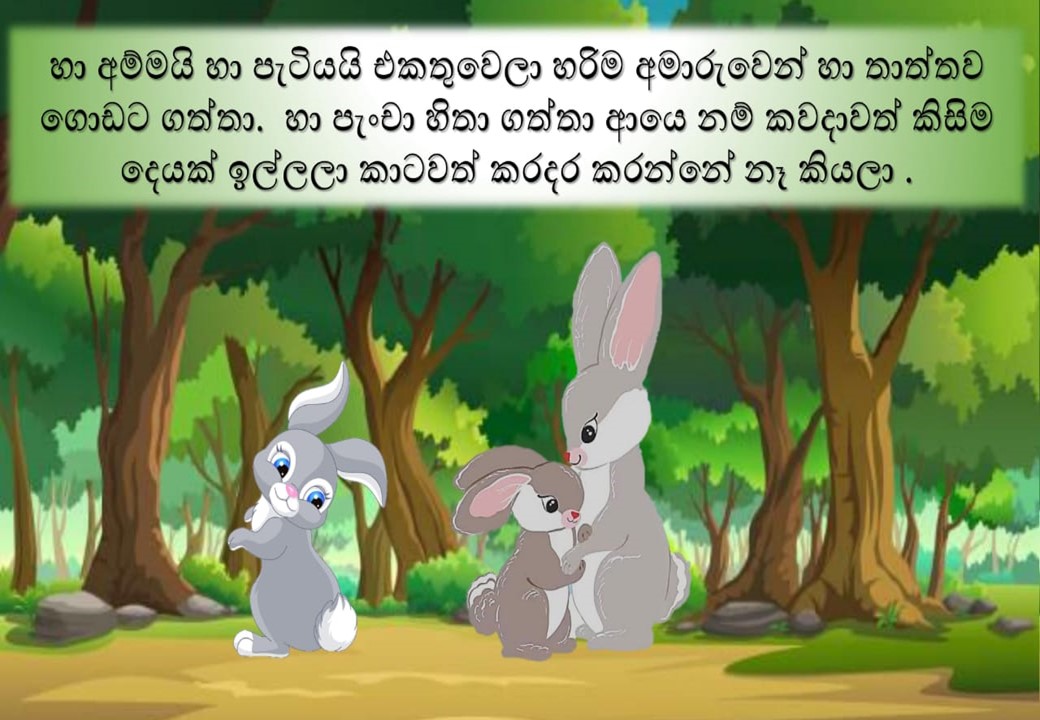 හා අම්මයි හා පැටියයි එකතුවෙලා හරිම අමාරුවෙන් හා තාත්තව
ගොඩට ගත්තා.  හා පැංචා හිතා ගත්තා ආයෙ නම් කවදාවත් කිසිම
දෙයක් ඉල්ලලා කාටවත් කරදර කරන්නේ නෑ කියලා .